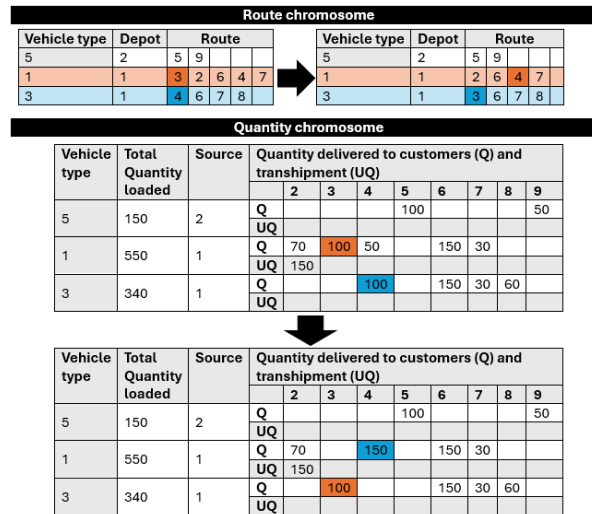 Route chromosome
Vehicle type Depot Route Vehicle type Depot Route
5 2 5 9 5 2 5 9
1 1 3 2 6 4 7 1 1 2 6 4 7
3 1 4 6 7 8 3 1 3 6 7 8
Quantity chromosome
Vehicle Total Source Quantity delivered to customers (Q) and
type Quantity transhipment (UQ)
loaded 2 3 4 5 6 7 8 9
5 150 2 Q 100 50
UQ
1 550 1 Q 70 100 50 150 30
UQ 150
3 340 1 Q 100 150 30 60
UQ
Vehicle Total Source Quantity delivered to customers (Q) and
type Quantity transhipment (UQ)
loaded 2 3 4 5 6 7 8 9
5 150 2 Q 100 50
UQ
1 550 1 Q 70 150 150 30
UQ 150
3 340 1 Q 100 150 30 60
UQ